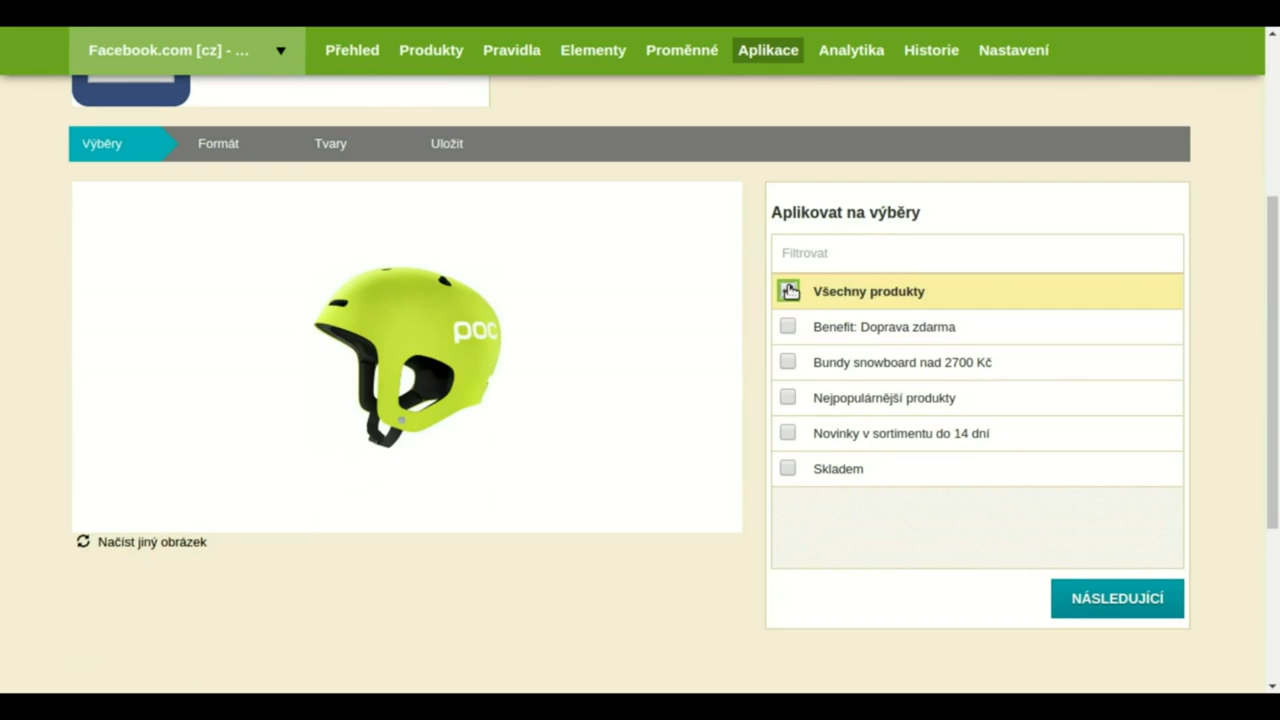 Facebook.com [cz] - ...
Přehled
Produkty
Pravidla
Elementy
Proměnné
Aplikace
Analytika
Historie
Nastavení
Výběry
Formát
Tvary
Uložit
poc
Načíst jiný obrázek
Aplikovat na výběry
Filtrovat
Všechny produkty
Benefit: Doprava zdarma
Bundy snowboard nad 2700 Kč
Nejpopulárnější produkty
Novinky v sortimentu do 14 dní
Skladem
NÁSLEDUJÍCÍ